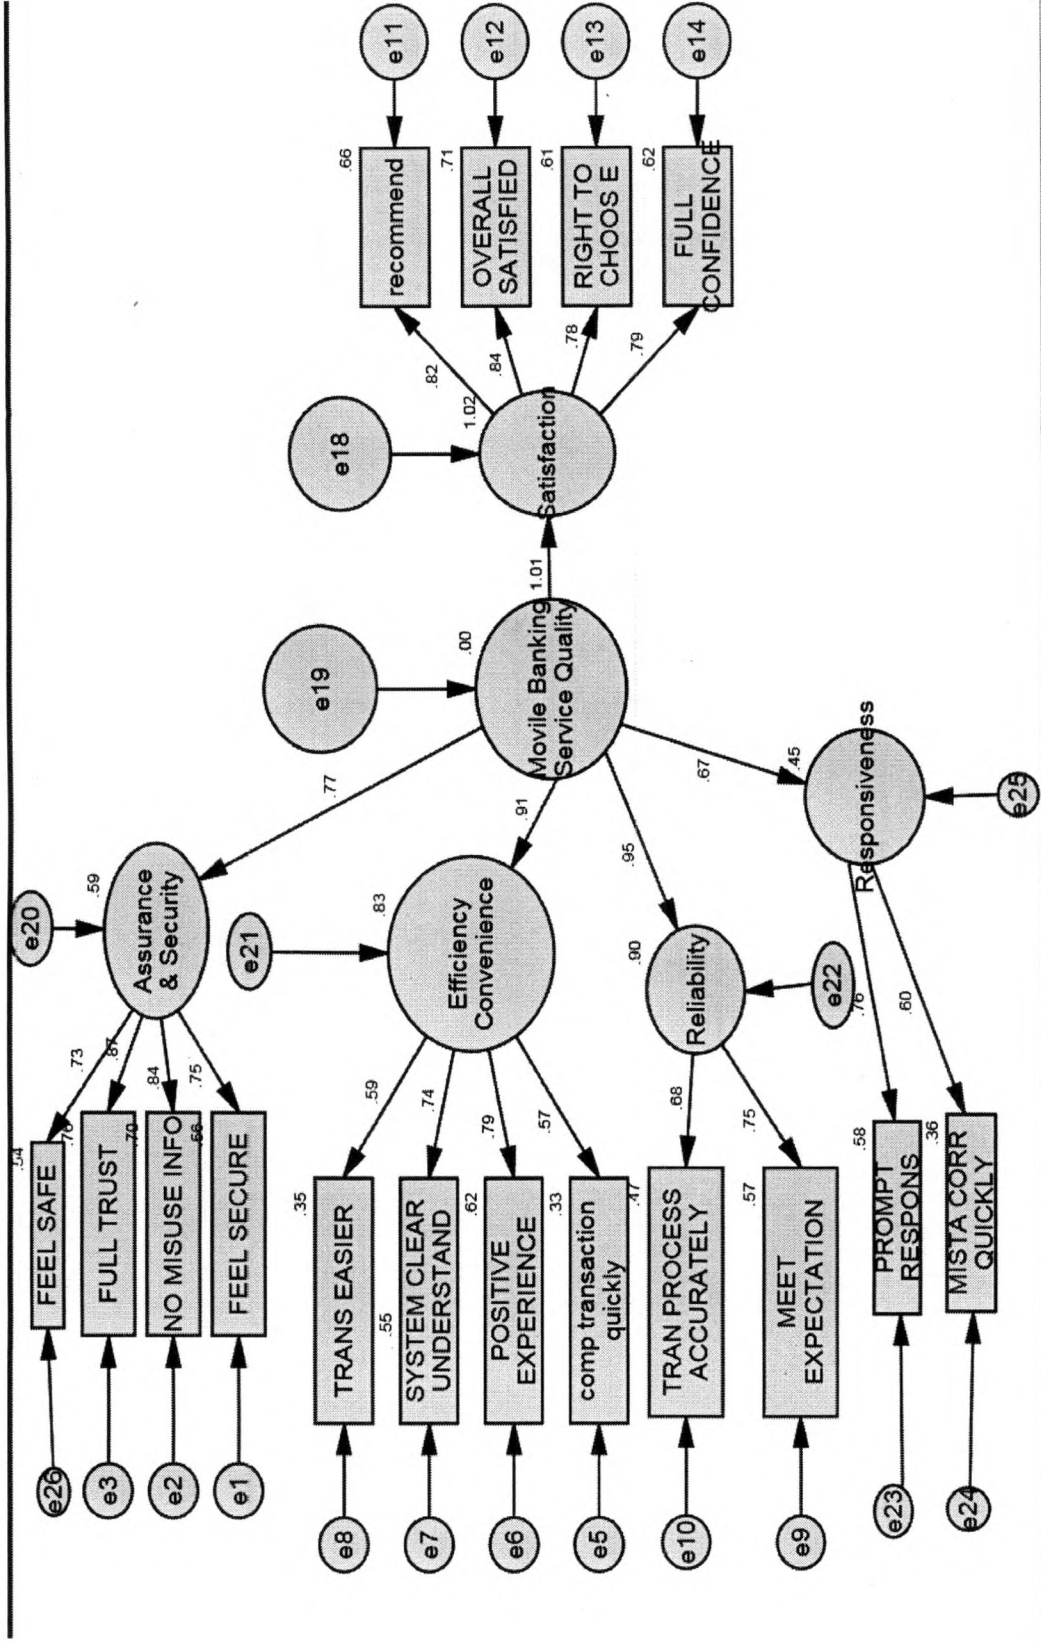 e11
e12
e13
e14
.66
recommend
.71
OVERALL
SATISFIED
.61
RIGHT TO
CHOOS E
.62
FULL
CONFIDENCE
.82
.84
.78
.79
1.02
e18
Satisfaction
1.01
e19
.00
Movile Banking
Service Quality
.77
.91
.95
.67
e20
.59
Assurance
& Security
e21
.83
Efficiency
Convenience
.90
Reliability
e22
.45
Responsiveness
e25
.73
.87
.84
.75
.59
.74
.79
.57
.68
.75
.76
.60
.54
FEEL SAFE
.76
FULL TRUST
.70
NO MSUSE INFO
.56
FEEL SECURE
.35
TRANS EASIER
.55
SYSTEM CLEAR
UNDERSTAND
.62
POSITIVE
EXPERIENCE
.33
comp transaction
quickly
.47
TRAN PROCESS
ACCURATELY
.57
MEET
EXPECTATION
.58
PROMPT
RESPONS
.36
MISTA CORR
QUICKLY
e26
e3
e2
e1
e8
e7
e6
e5
e10
e9
e23
e24